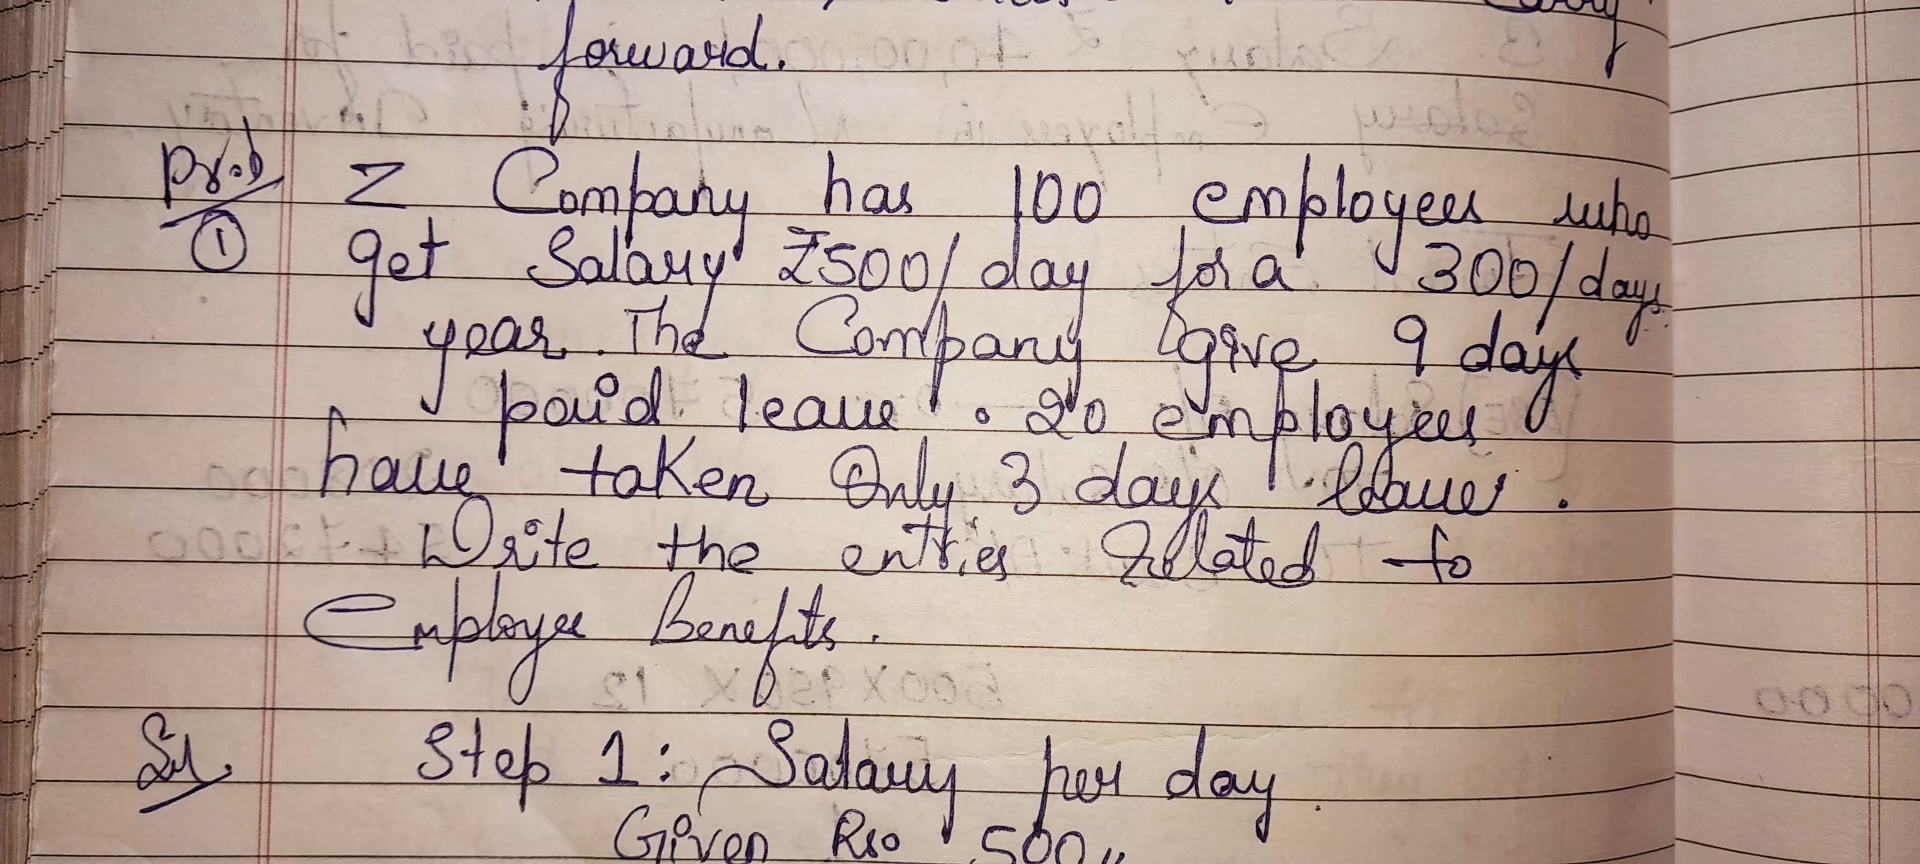 forward.
Prob ① Z Company has 100 employees who
get Salary ₹500/ day for a 300/days
year. The Company give 9 days
paid leave. 20 employees
have taken Only 3 days leave.
Write the entries Related to
Employee Benefits.
Sol. Step 1: Salary per day.
Given Rso 500